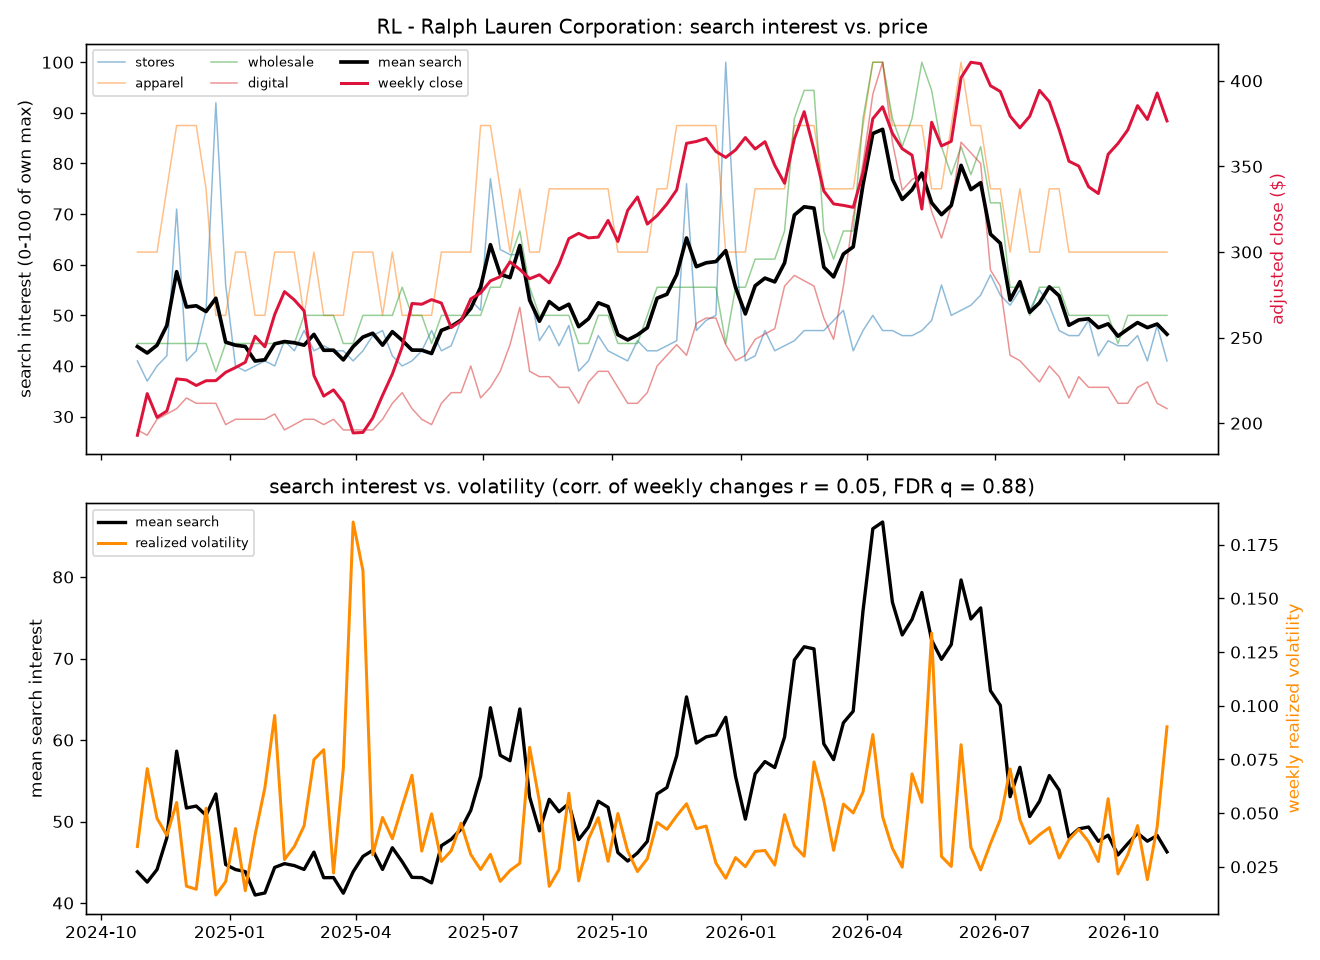 RL - Ralph Lauren Corporation: search interest vs. price
stores
apparel
wholesale
digital
mean search
weekly close
100
90
80
70
60
50
40
30
search interest (0-100 of own max)
400
350
300
250
200
adjusted close ($)
search interest vs. volatility (corr. of weekly changes r = 0.05, FDR q = 0.88)
mean search
realized volatility
80
70
60
50
40
mean search interest
0.175
0.150
0.125
0.100
0.075
0.050
0.025
weekly realized volatility
2024-10
2025-01
2025-04
2025-07
2025-10
2026-01
2026-04
2026-07
2026-10